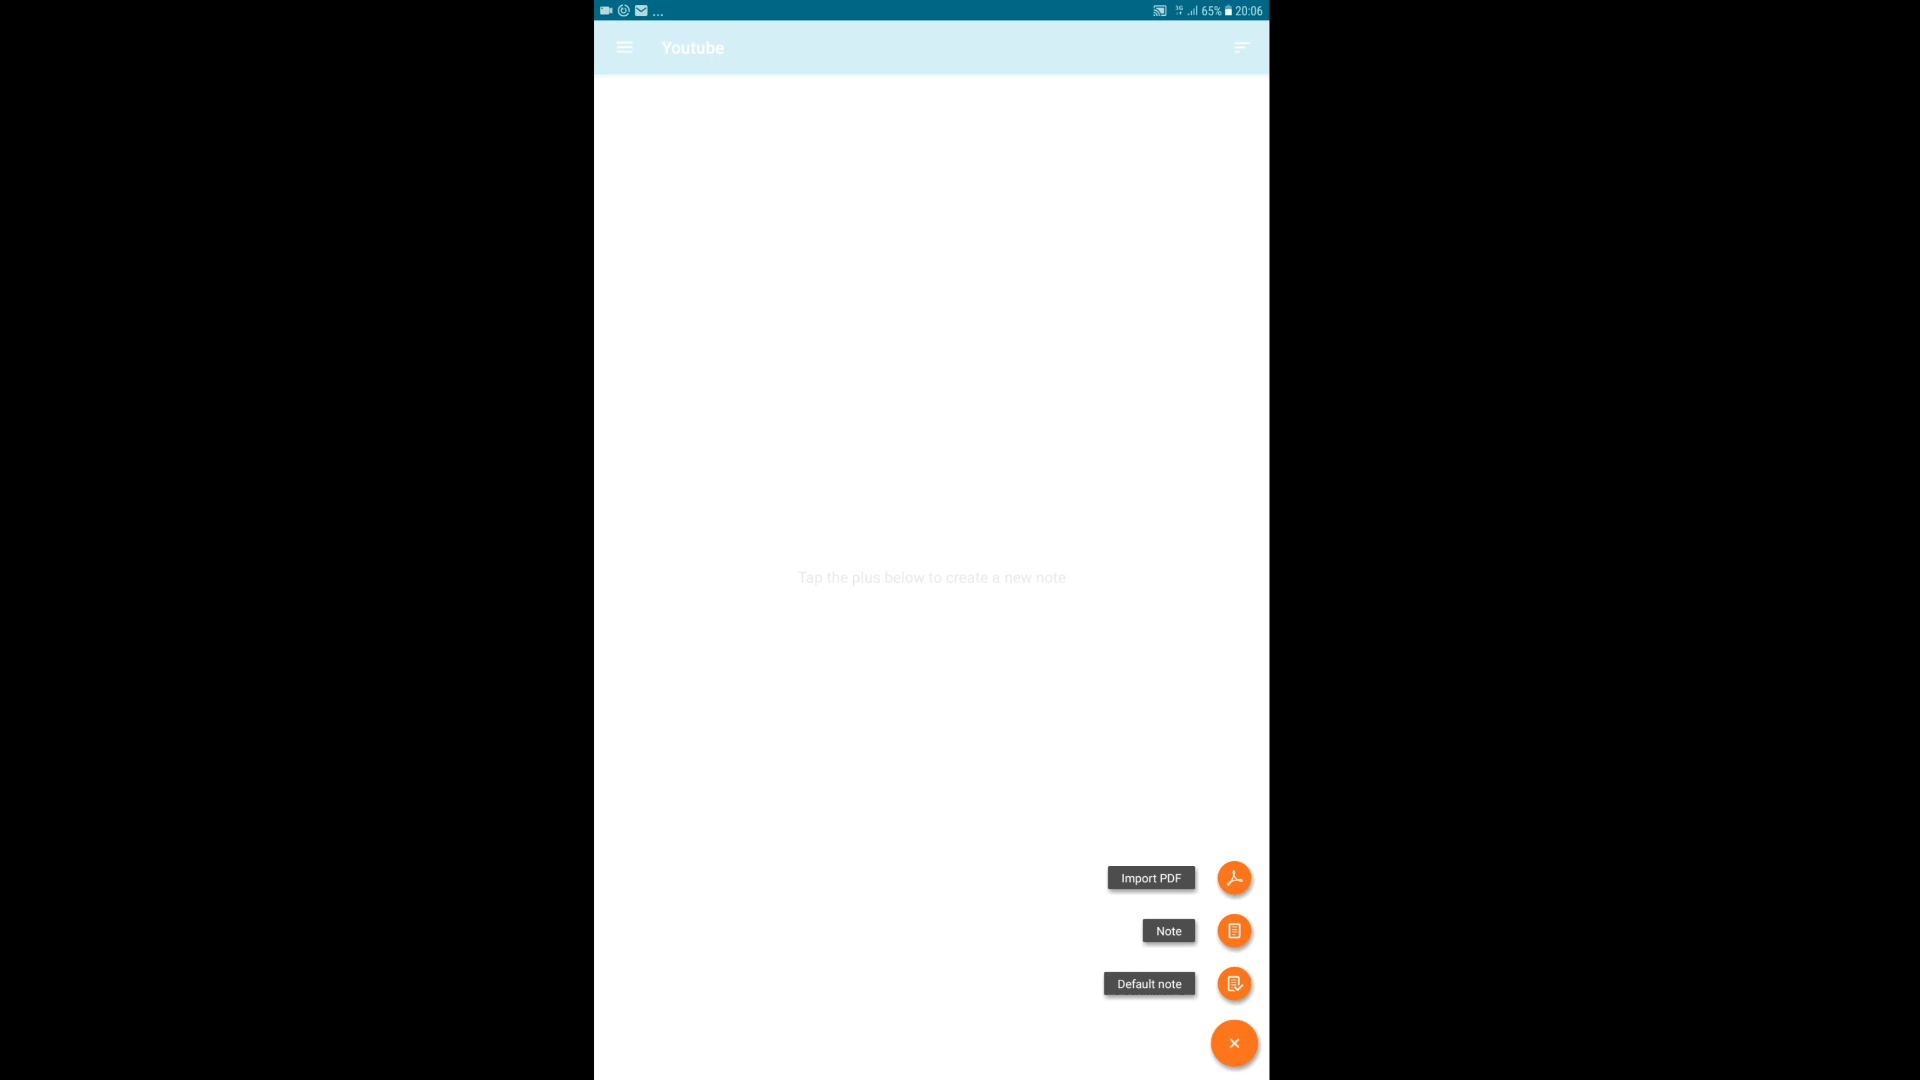 ... 65% 20:06
Youtube
Tap the plus below to create a new note
Import PDF
Note
Default note